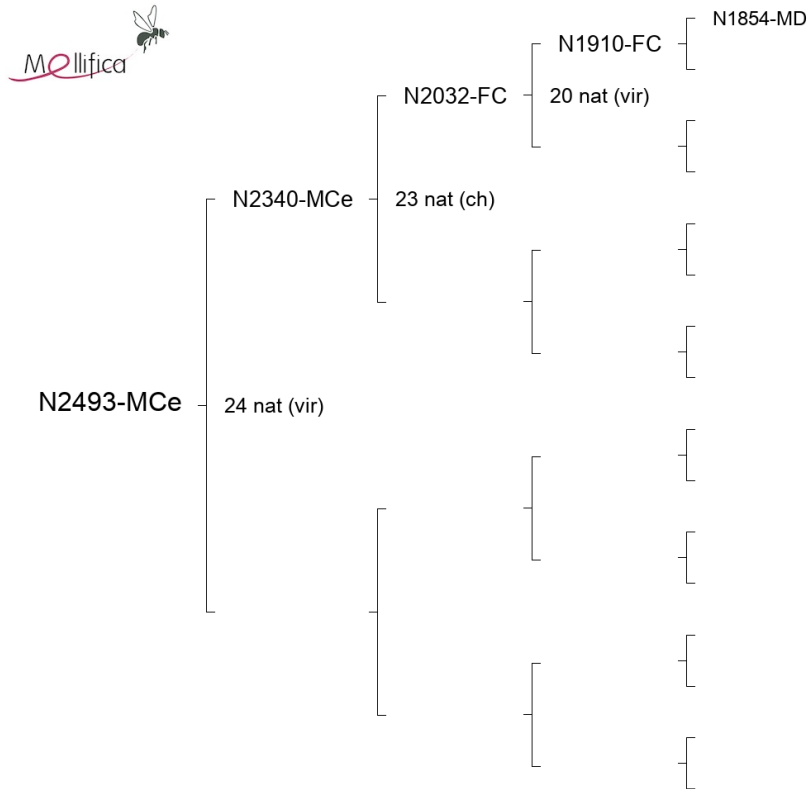 Mellifica
N1854-MD
N1910-FC
N2032-FC
20 nat (vir)
N2340-MCe
23 nat (ch)
N2493-MCe
24 nat (vir)